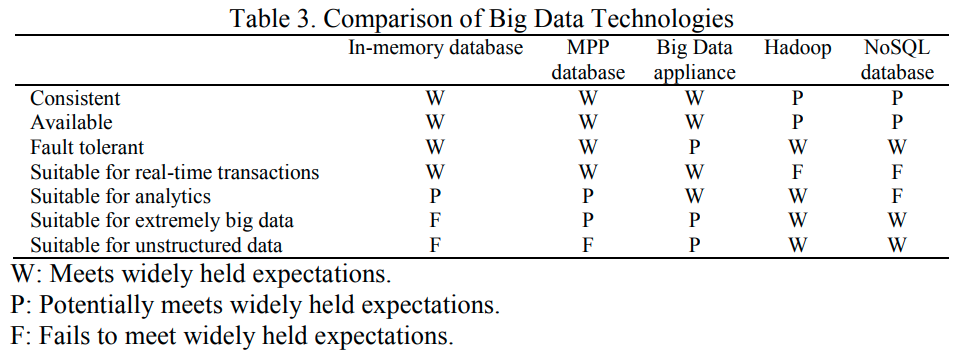 Table 3. Comparison of Big Data Technologies
In-memory database MPP database Big Data appliance Hadoop NoSQL database
Consistent W W W P P
Available W W W P P
Fault tolerant W W P W W
Suitable for real-time transactions W W W F F
Suitable for analytics P P W W F
Suitable for extremely big data F P P W W
Suitable for unstructured data F F P W W
W: Meets widely held expectations.
P: Potentially meets widely held expectations.
F: Fails to meet widely held expectations.